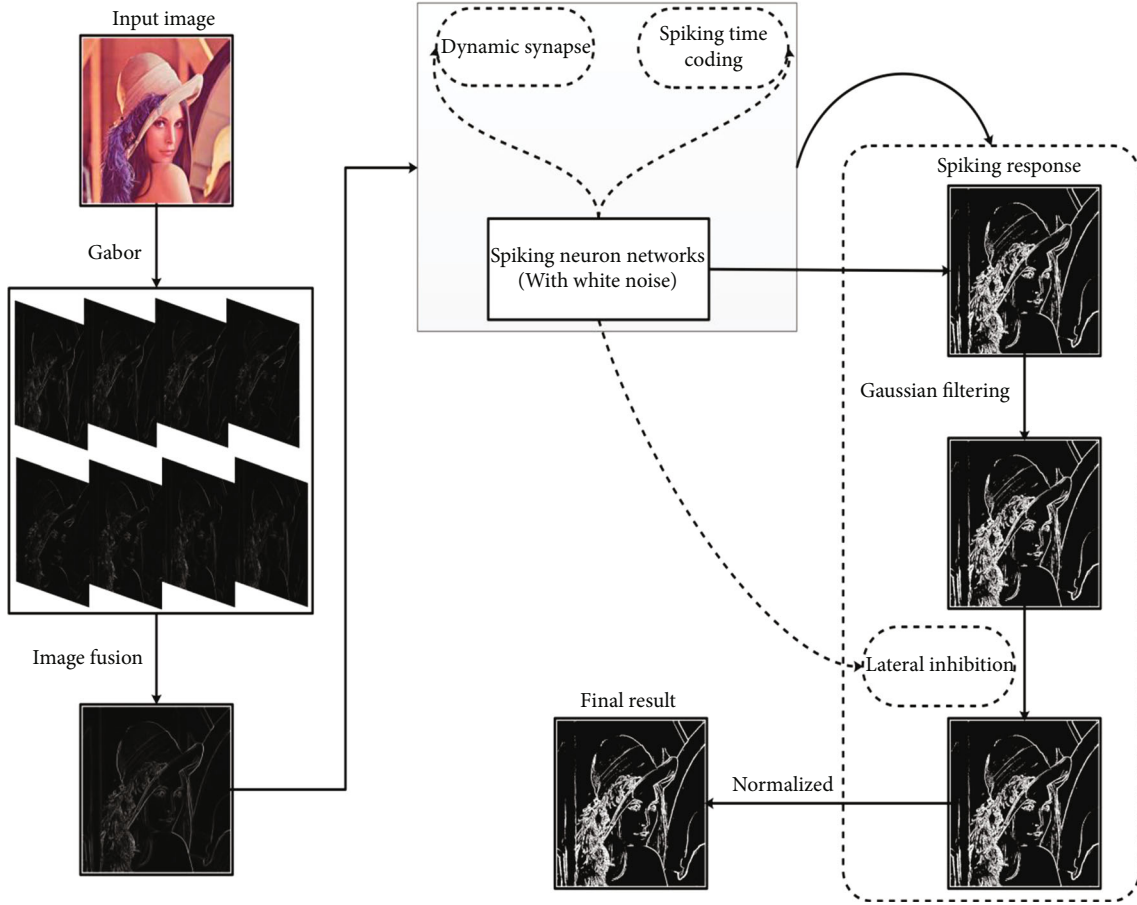 Input image
Gabor
Image fusion
Dynamic synapse
Spiking time
coding
Spiking neuron networks
(With white noise)
Spiking response
Gaussian filtering
Lateral inhibition
Final result
Normalized